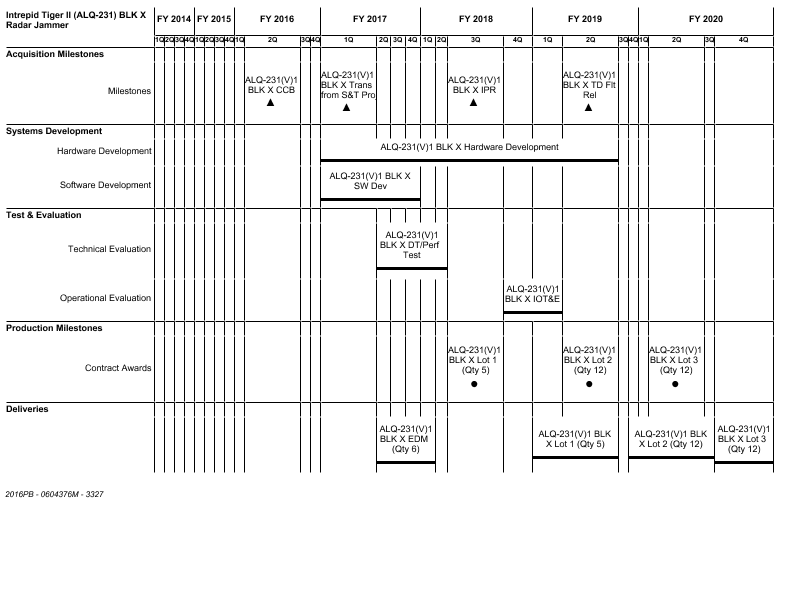 Intrepid Tiger II (ALQ-231) BLK X
Radar Jammer
FY 2014 FY 2015 FY 2016 FY 2017 FY 2018 FY 2019 FY 2020
1Q 2Q 3Q 4Q 1Q 2Q 3Q 4Q 1Q 2Q 3Q 4Q 1Q 2Q 3Q 4Q 1Q 2Q 3Q 4Q 1Q 2Q 3Q 4Q 1Q 2Q 3Q 4Q
Acquisition Milestones
Milestones
ALQ-231(V)1
BLK X CCB
ALQ-231(V)1
BLK X Trans
from S&T Pro
ALQ-231(V)1
BLK X IPR
ALQ-231(V)1
BLK X TD Flt
Rel
Systems Development
Hardware Development
ALQ-231(V)1 BLK X Hardware Development
Software Development
ALQ-231(V)1 BLK X
SW Dev
Test & Evaluation
Technical Evaluation
ALQ-231(V)1
BLK X DT/Perf
Test
Operational Evaluation
ALQ-231(V)1
BLK X IOT&E
Production Milestones
Contract Awards
ALQ-231(V)1
BLK X Lot 1
(Qty 5)
ALQ-231(V)1
BLK X Lot 2
(Qty 12)
ALQ-231(V)1
BLK X Lot 3
(Qty 12)
Deliveries
ALQ-231(V)1
BLK X EDM
(Qty 6)
ALQ-231(V)1 BLK
X Lot 1 (Qty 5)
ALQ-231(V)1 BLK
X Lot 2 (Qty 12)
ALQ-231(V)1
BLK X Lot 3
(Qty 12)
2016PB - 0604376M - 3327